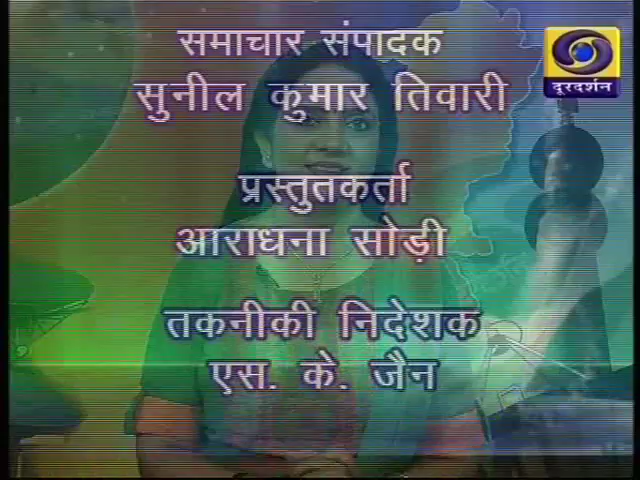 समाचार संपादक
दूरदर्शन
सुनील कुमार तिवारी
प्रस्तुतकर्ता
आराधना सोड़ी
तकनीकी निदेशक
एस. के. जैन